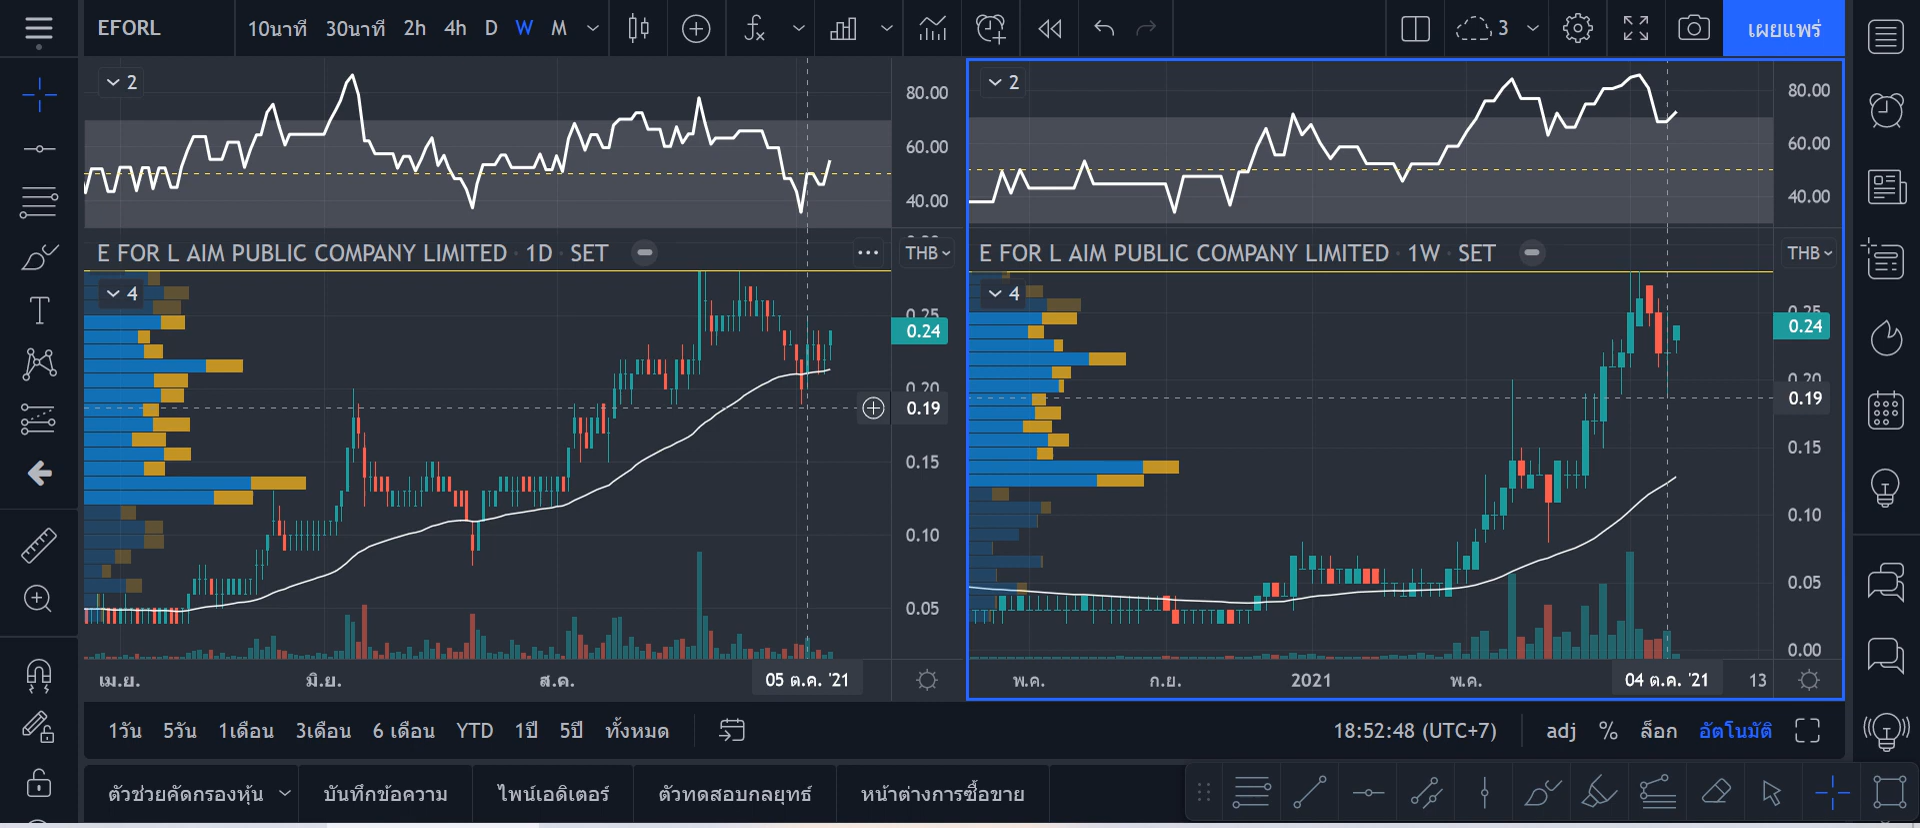 EFORL
10นาที 30นาที 2h 4h D W M
3
เผยแพร่
2
80.00
60.00
40.00
E FOR L AIM PUBLIC COMPANY LIMITED · 1D · SET
THB
4
0.25
0.24
0.20
0.19
0.15
0.10
0.05
เม.ย. มิ.ย. ส.ค. 05 ต.ค. '21
2
80.00
60.00
40.00
E FOR L AIM PUBLIC COMPANY LIMITED · 1W · SET
THB
4
0.25
0.24
0.20
0.19
0.15
0.10
0.05
0.00
พ.ค. ก.ย. 2021 พ.ค. 04 ต.ค. '21 13
1วัน 5วัน 1เดือน 3เดือน 6 เดือน YTD 1ปี 5ปี ทั้งหมด
18:52:48 (UTC+7) adj % ล็อก อัตโนมัติ
ตัวช่วยคัดกรองหุ้น บันทึกข้อความ ไพน์เอดิเตอร์ ตัวทดสอบกลยุทธ์ หน้าต่างการซื้อขาย